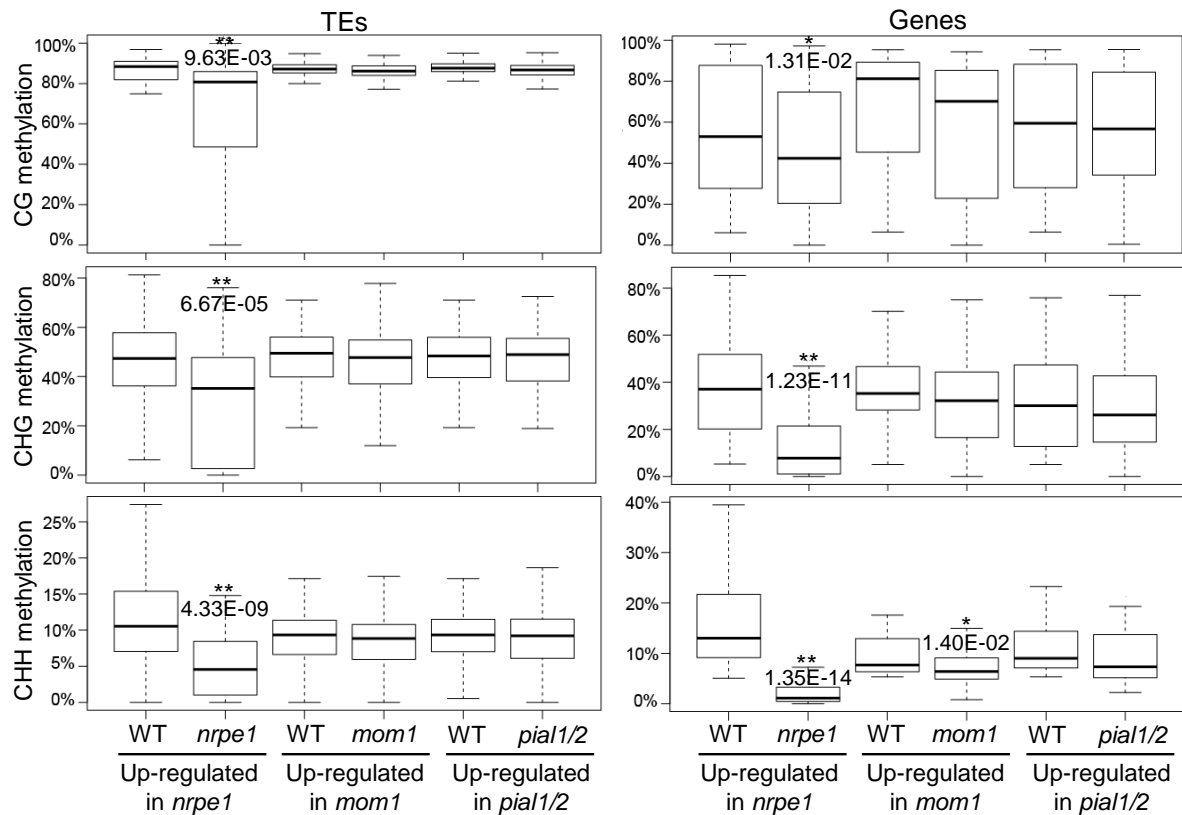 TEs
Genes
CG methylation
100%
80%
60%
40%
20%
0%
**
9.63E-03
100%
80%
60%
40%
20%
0%
*
1.31E-02
CHG methylation
80%
60%
40%
20%
0%
**
6.67E-05
80%
60%
40%
20%
0%
**
1.23E-11
CHH methylation
25%
20%
15%
10%
5%
0%
**
4.33E-09
40%
30%
20%
10%
0%
**
1.35E-14
*
1.40E-02
WT nrpe1 WT mom1 WT pial1/2
Up-regulated in nrpe1
Up-regulated in mom1
Up-regulated in pial1/2
WT nrpe1 WT mom1 WT pial1/2
Up-regulated in nrpe1
Up-regulated in mom1
Up-regulated in pial1/2